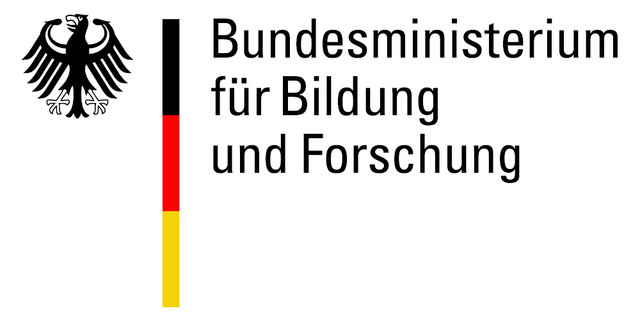 Bundesministerium
für Bildung
und Forschung